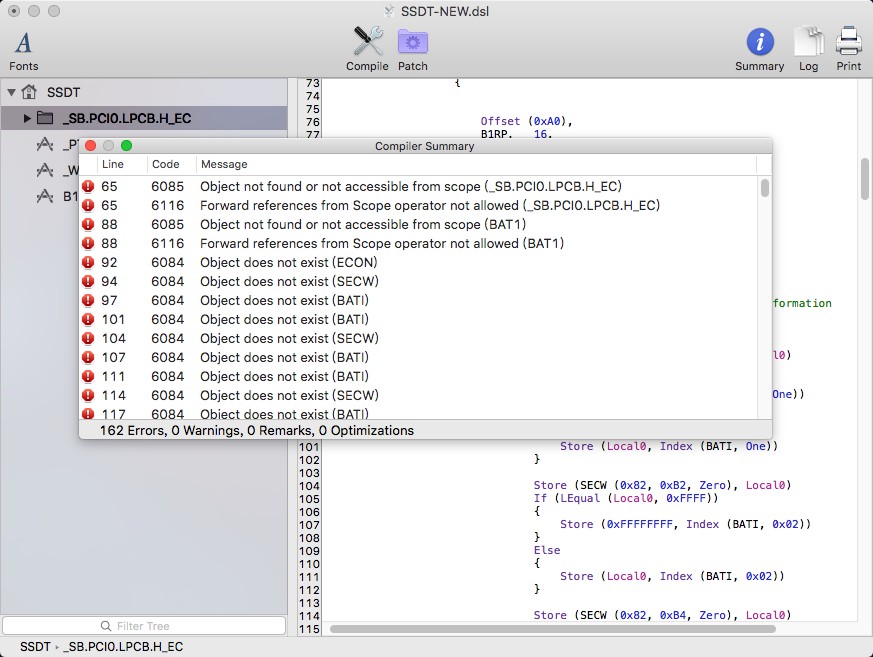 SSDT-NEW.dsl
Fonts
Compile
Patch
Summary
Log
Print
SSDT
_SB.PCI0.LPCB.H_EC
B1
73 {
74
75
76 Offset (0xA0),
77 B1RP, 16,
Compiler Summary
Line Code Message
65 6085 Object not found or not accessible from scope (_SB.PCI0.LPCB.H_EC)
65 6116 Forward references from Scope operator not allowed (_SB.PCI0.LPCB.H_EC)
88 6085 Object not found or not accessible from scope (BAT1)
88 6116 Forward references from Scope operator not allowed (BAT1)
92 6084 Object does not exist (ECON)
94 6084 Object does not exist (SECW)
97 6084 Object does not exist (BATI)
101 6084 Object does not exist (BATI)
104 6084 Object does not exist (SECW)
107 6084 Object does not exist (BATI)
111 6084 Object does not exist (BATI)
114 6084 Object does not exist (SECW)
117 6084 Object does not exist (BATI)
162 Errors, 0 Warnings, 0 Remarks, 0 Optimizations
formation
l0)
One))
101 Store (Local0, Index (BATI, One))
102 }
103
104 Store (SECW (0x82, 0xB2, Zero), Local0)
105 If (LEqual (Local0, 0xFFFF))
106 {
107 Store (0xFFFFFFFF, Index (BATI, 0x02))
108 }
109 Else
110 {
111 Store (Local0, Index (BATI, 0x02))
112 }
113
114 Store (SECW (0x82, 0xB4, Zero), Local0)
115
Filter Tree
SSDT › _SB.PCI0.LPCB.H_EC